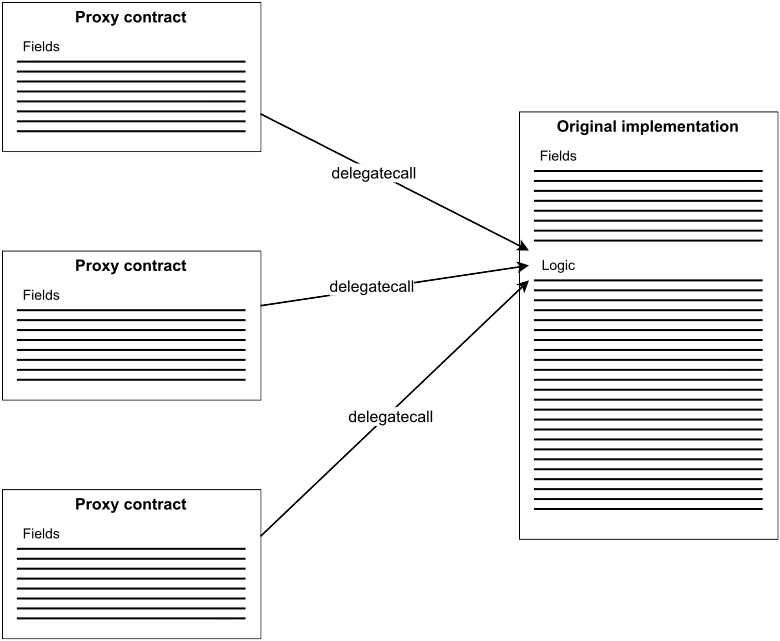 Proxy contract
Fields
delegatecall
Proxy contract
Fields
delegatecall
Proxy contract
Fields
delegatecall
Original implementation
Fields
Logic